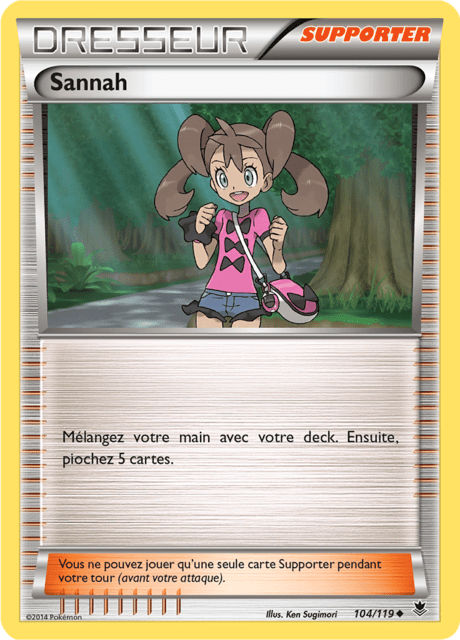 DRESSEUR
SUPPORTER
Sannah
Mélangez votre main avec votre deck. Ensuite,
piochez 5 cartes.
Vous ne pouvez jouer qu'une seule carte Supporter pendant
votre tour (avant votre attaque).
©2014 Pokémon
Illus. Ken Sugimori
104/119